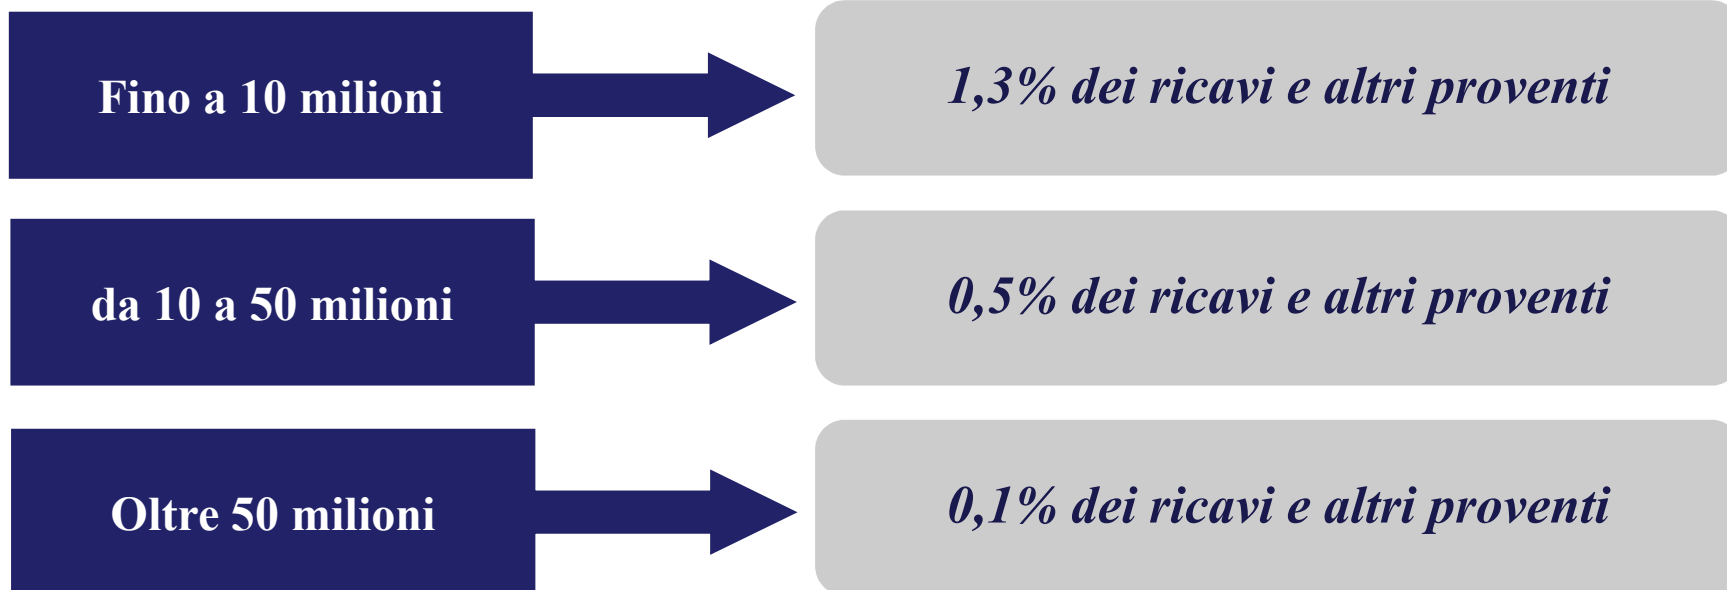 Fino a 10 milioni
1,3% dei ricavi e altri proventi
da 10 a 50 milioni
0,5% dei ricavi e altri proventi
Oltre 50 milioni
0,1% dei ricavi e altri proventi